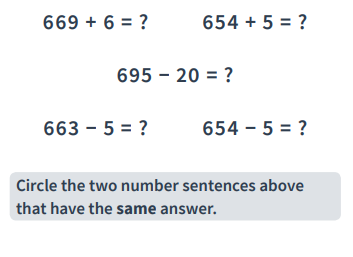 669 + 6 = ? 654 + 5 = ?
695 − 20 = ?
663 − 5 = ? 654 − 5 = ?
Circle the two number sentences above
that have the same answer.